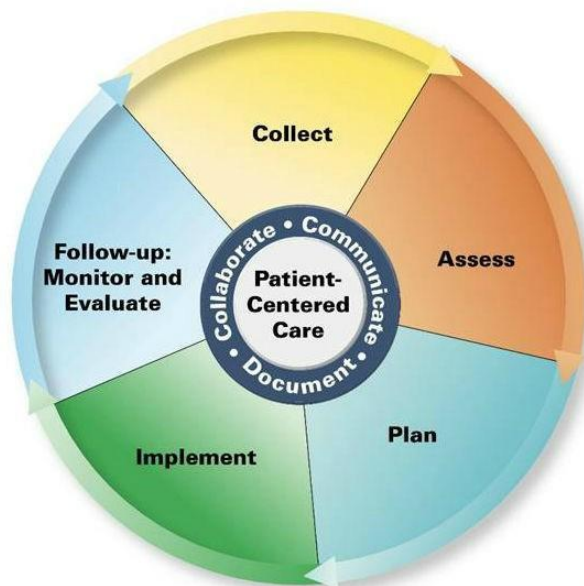 Collect
Assess
Plan
Implement
Follow-up:
Monitor and
Evaluate
Collaborate • Communicate • Document •
Patient-
Centered
Care